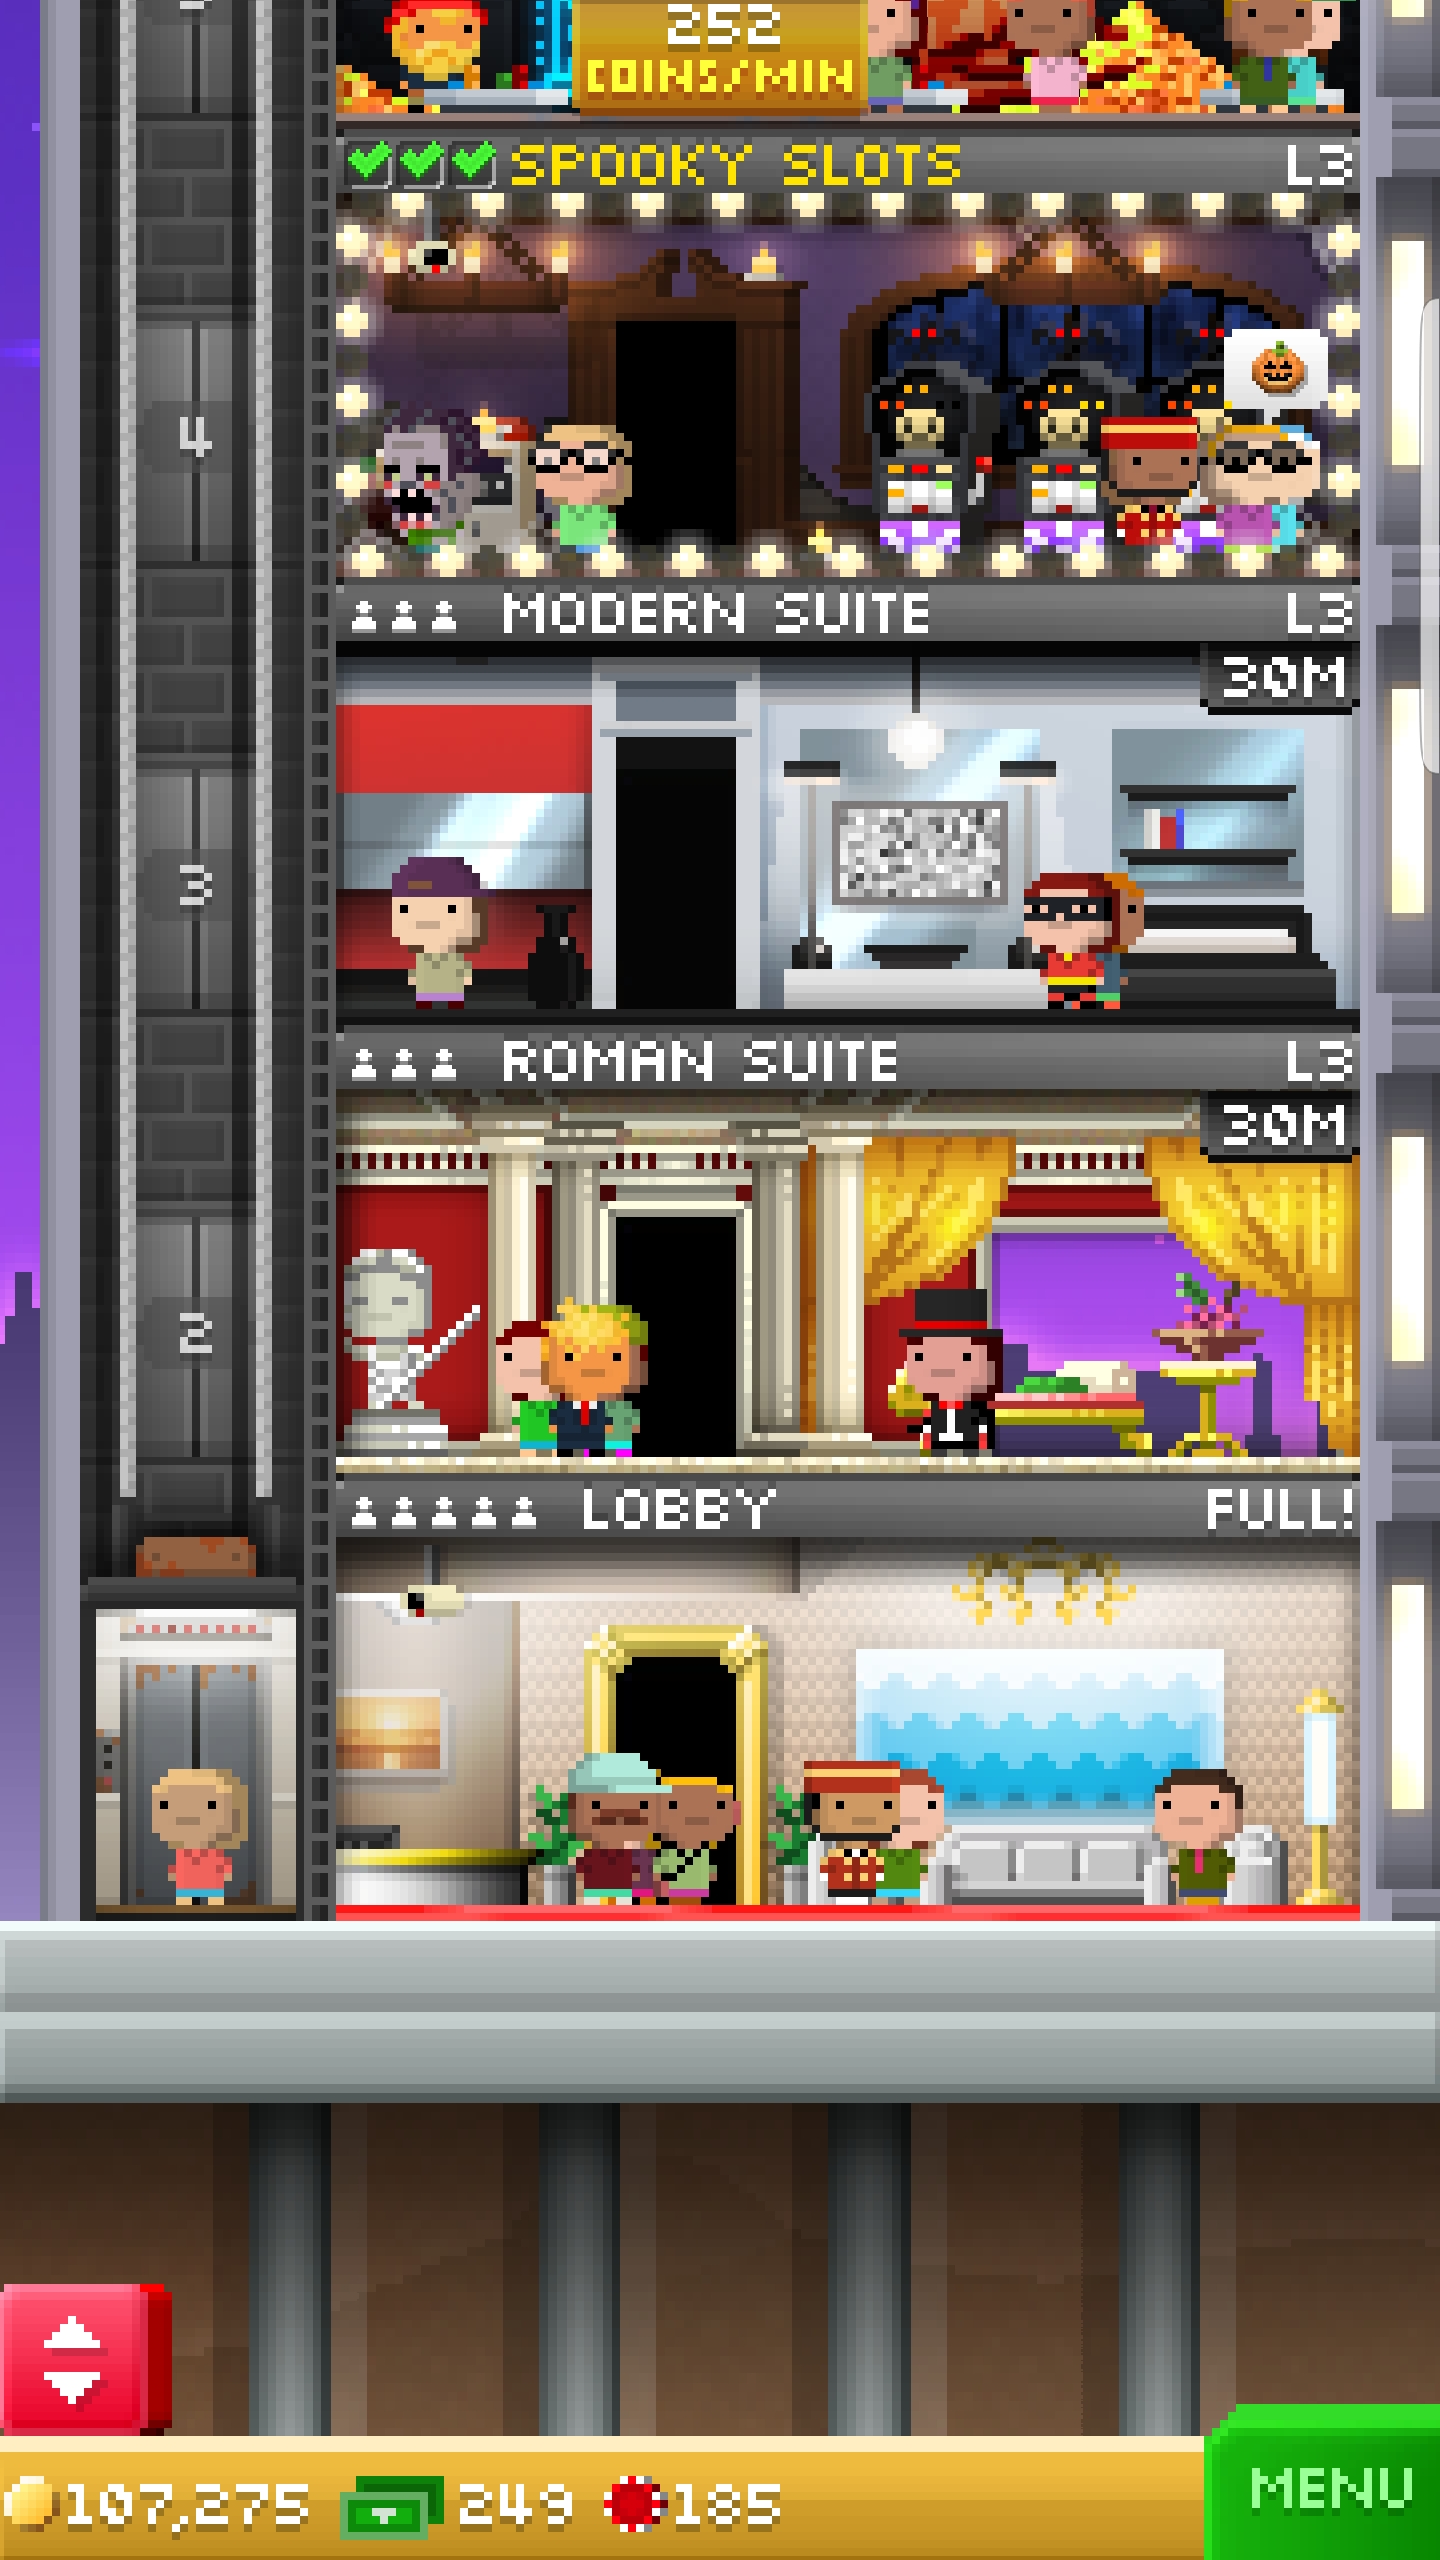 252
COINS/MIN
SPOOKY SLOTS L3
4
MODERN SUITE L3
30M
3
ROMAN SUITE L3
30M
2
LOBBY FULL!
107,275 249 185
MENU